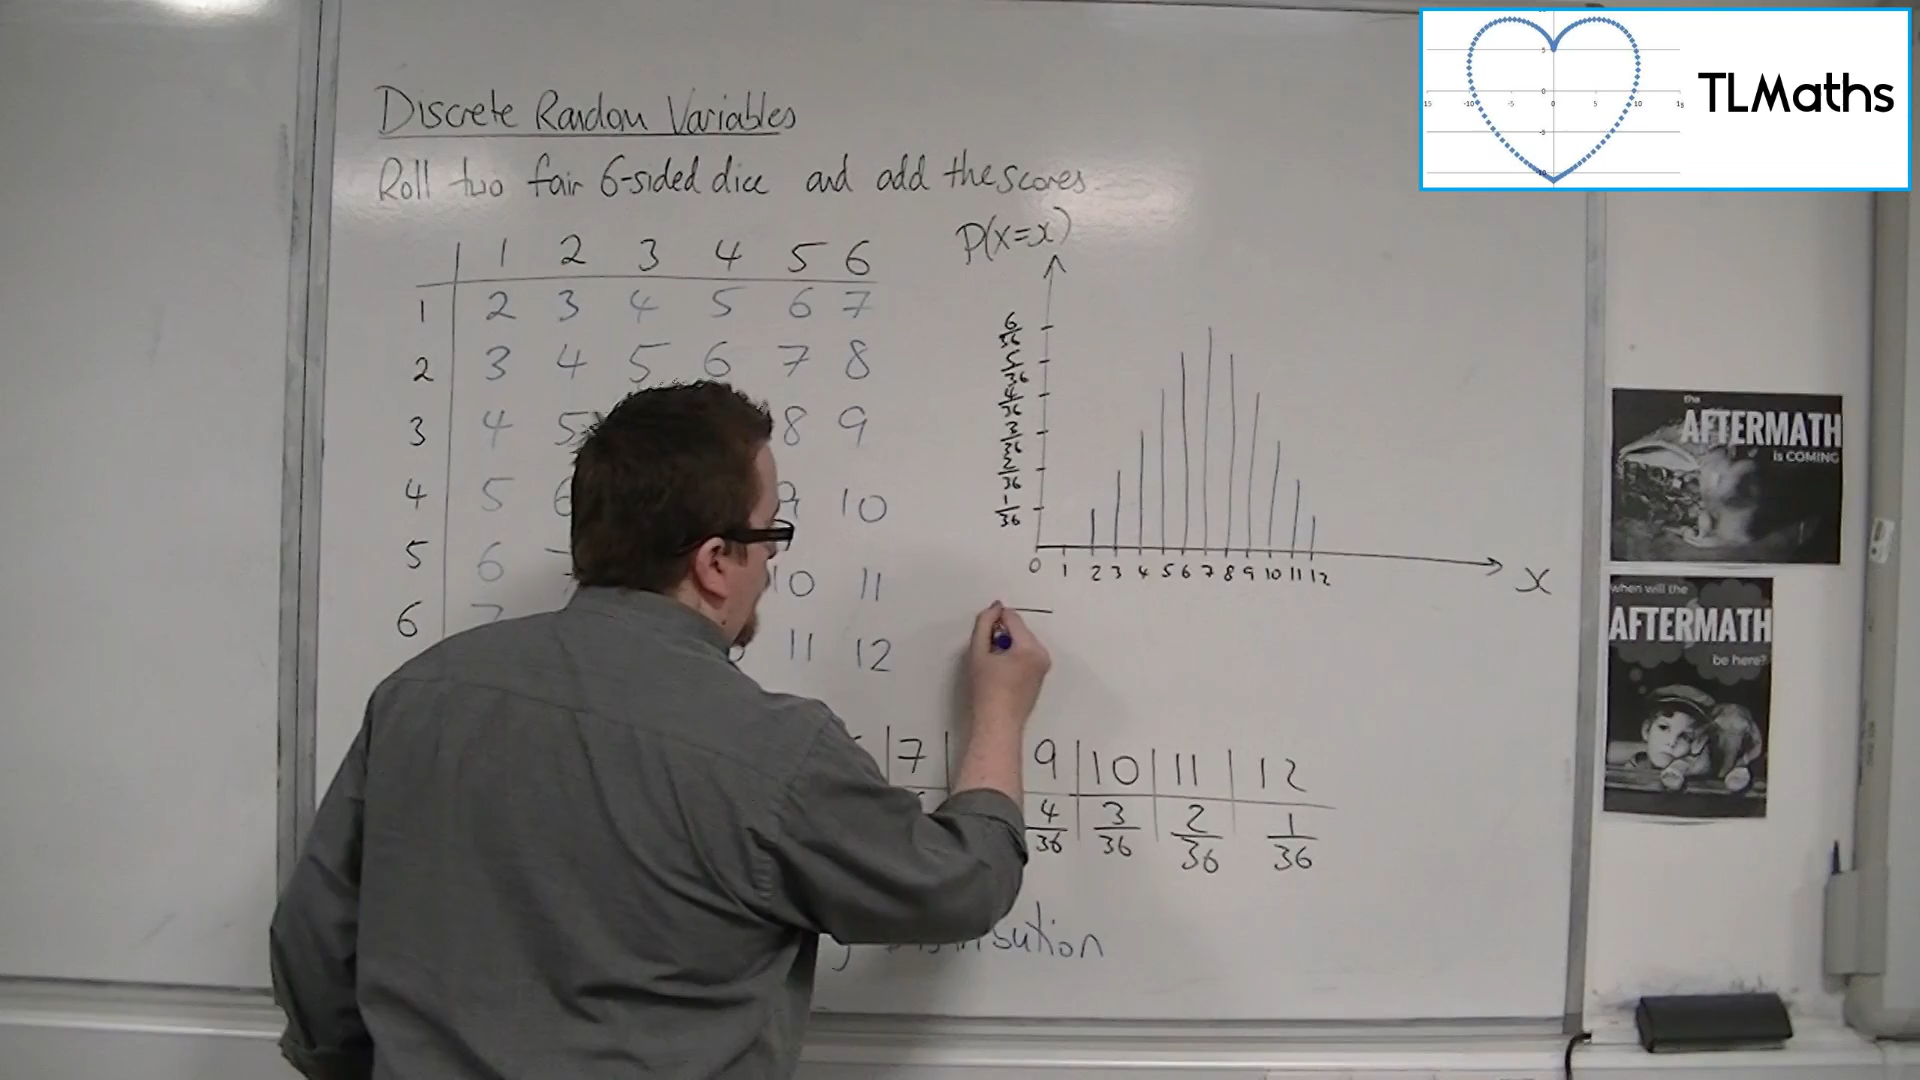 TLMaths
Discrete Random Variables
Roll two fair 6-sided dice and add the scores
P(X=x)
1 2 3 4 5 6
1 2 3 4 5 6 7
2 3 4 5 6 7 8
3 4 5 8 9
4 5 6 9 10
5 6 10 11
6 7 11 12
6/36
5/36
4/36
3/36
2/36
1/36
0 1 2 3 4 5 6 7 8 9 10 11 12 x
7 9 10 11 12
4/36 3/36 2/36 1/36
the
AFTERMATH
is COMING
when will the
AFTERMATH
be here?